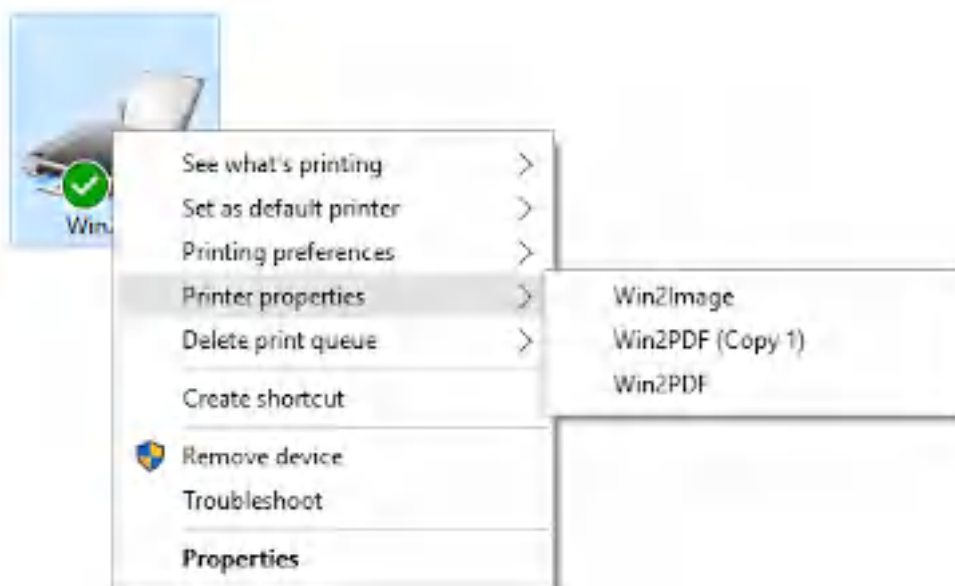 Win
See what's printing
Set as default printer
Printing preferences
Printer properties
Delete print queue
Create shortcut
Remove device
Troubleshoot
Properties
Win2Image
Win2PDF (Copy 1)
Win2PDF